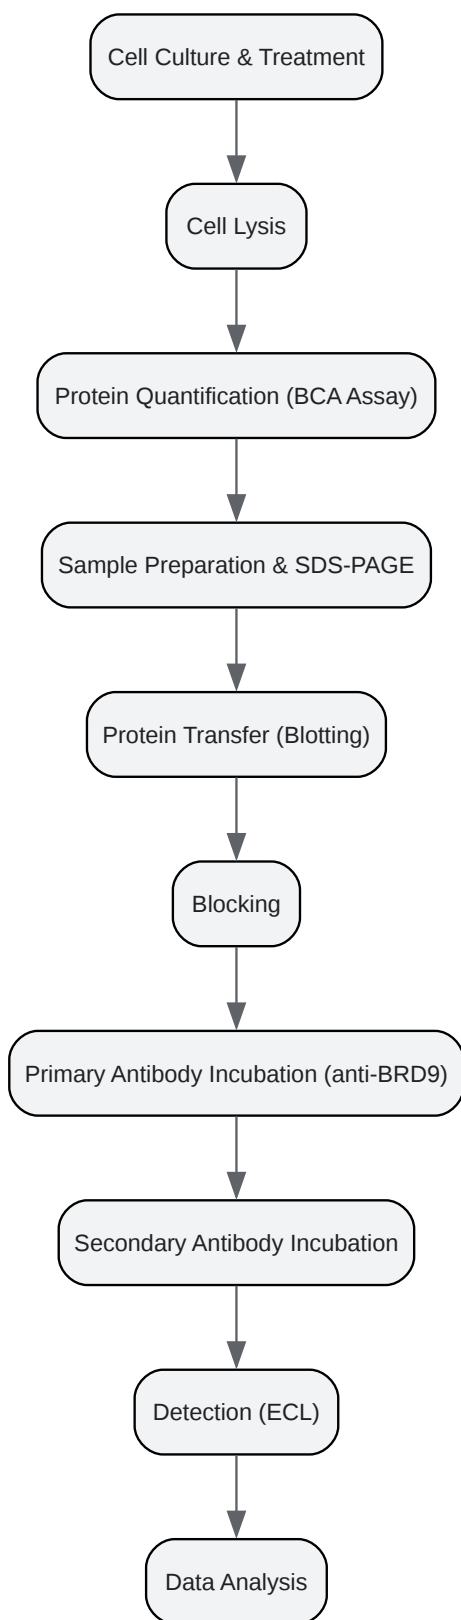 Cell Culture & Treatment
Cell Lysis
Protein Quantification (BCA Assay)
Sample Preparation & SDS-PAGE
Protein Transfer (Blotting)
Blocking
Primary Antibody Incubation (anti-BRD9)
Secondary Antibody Incubation
Detection (ECL)
Data Analysis